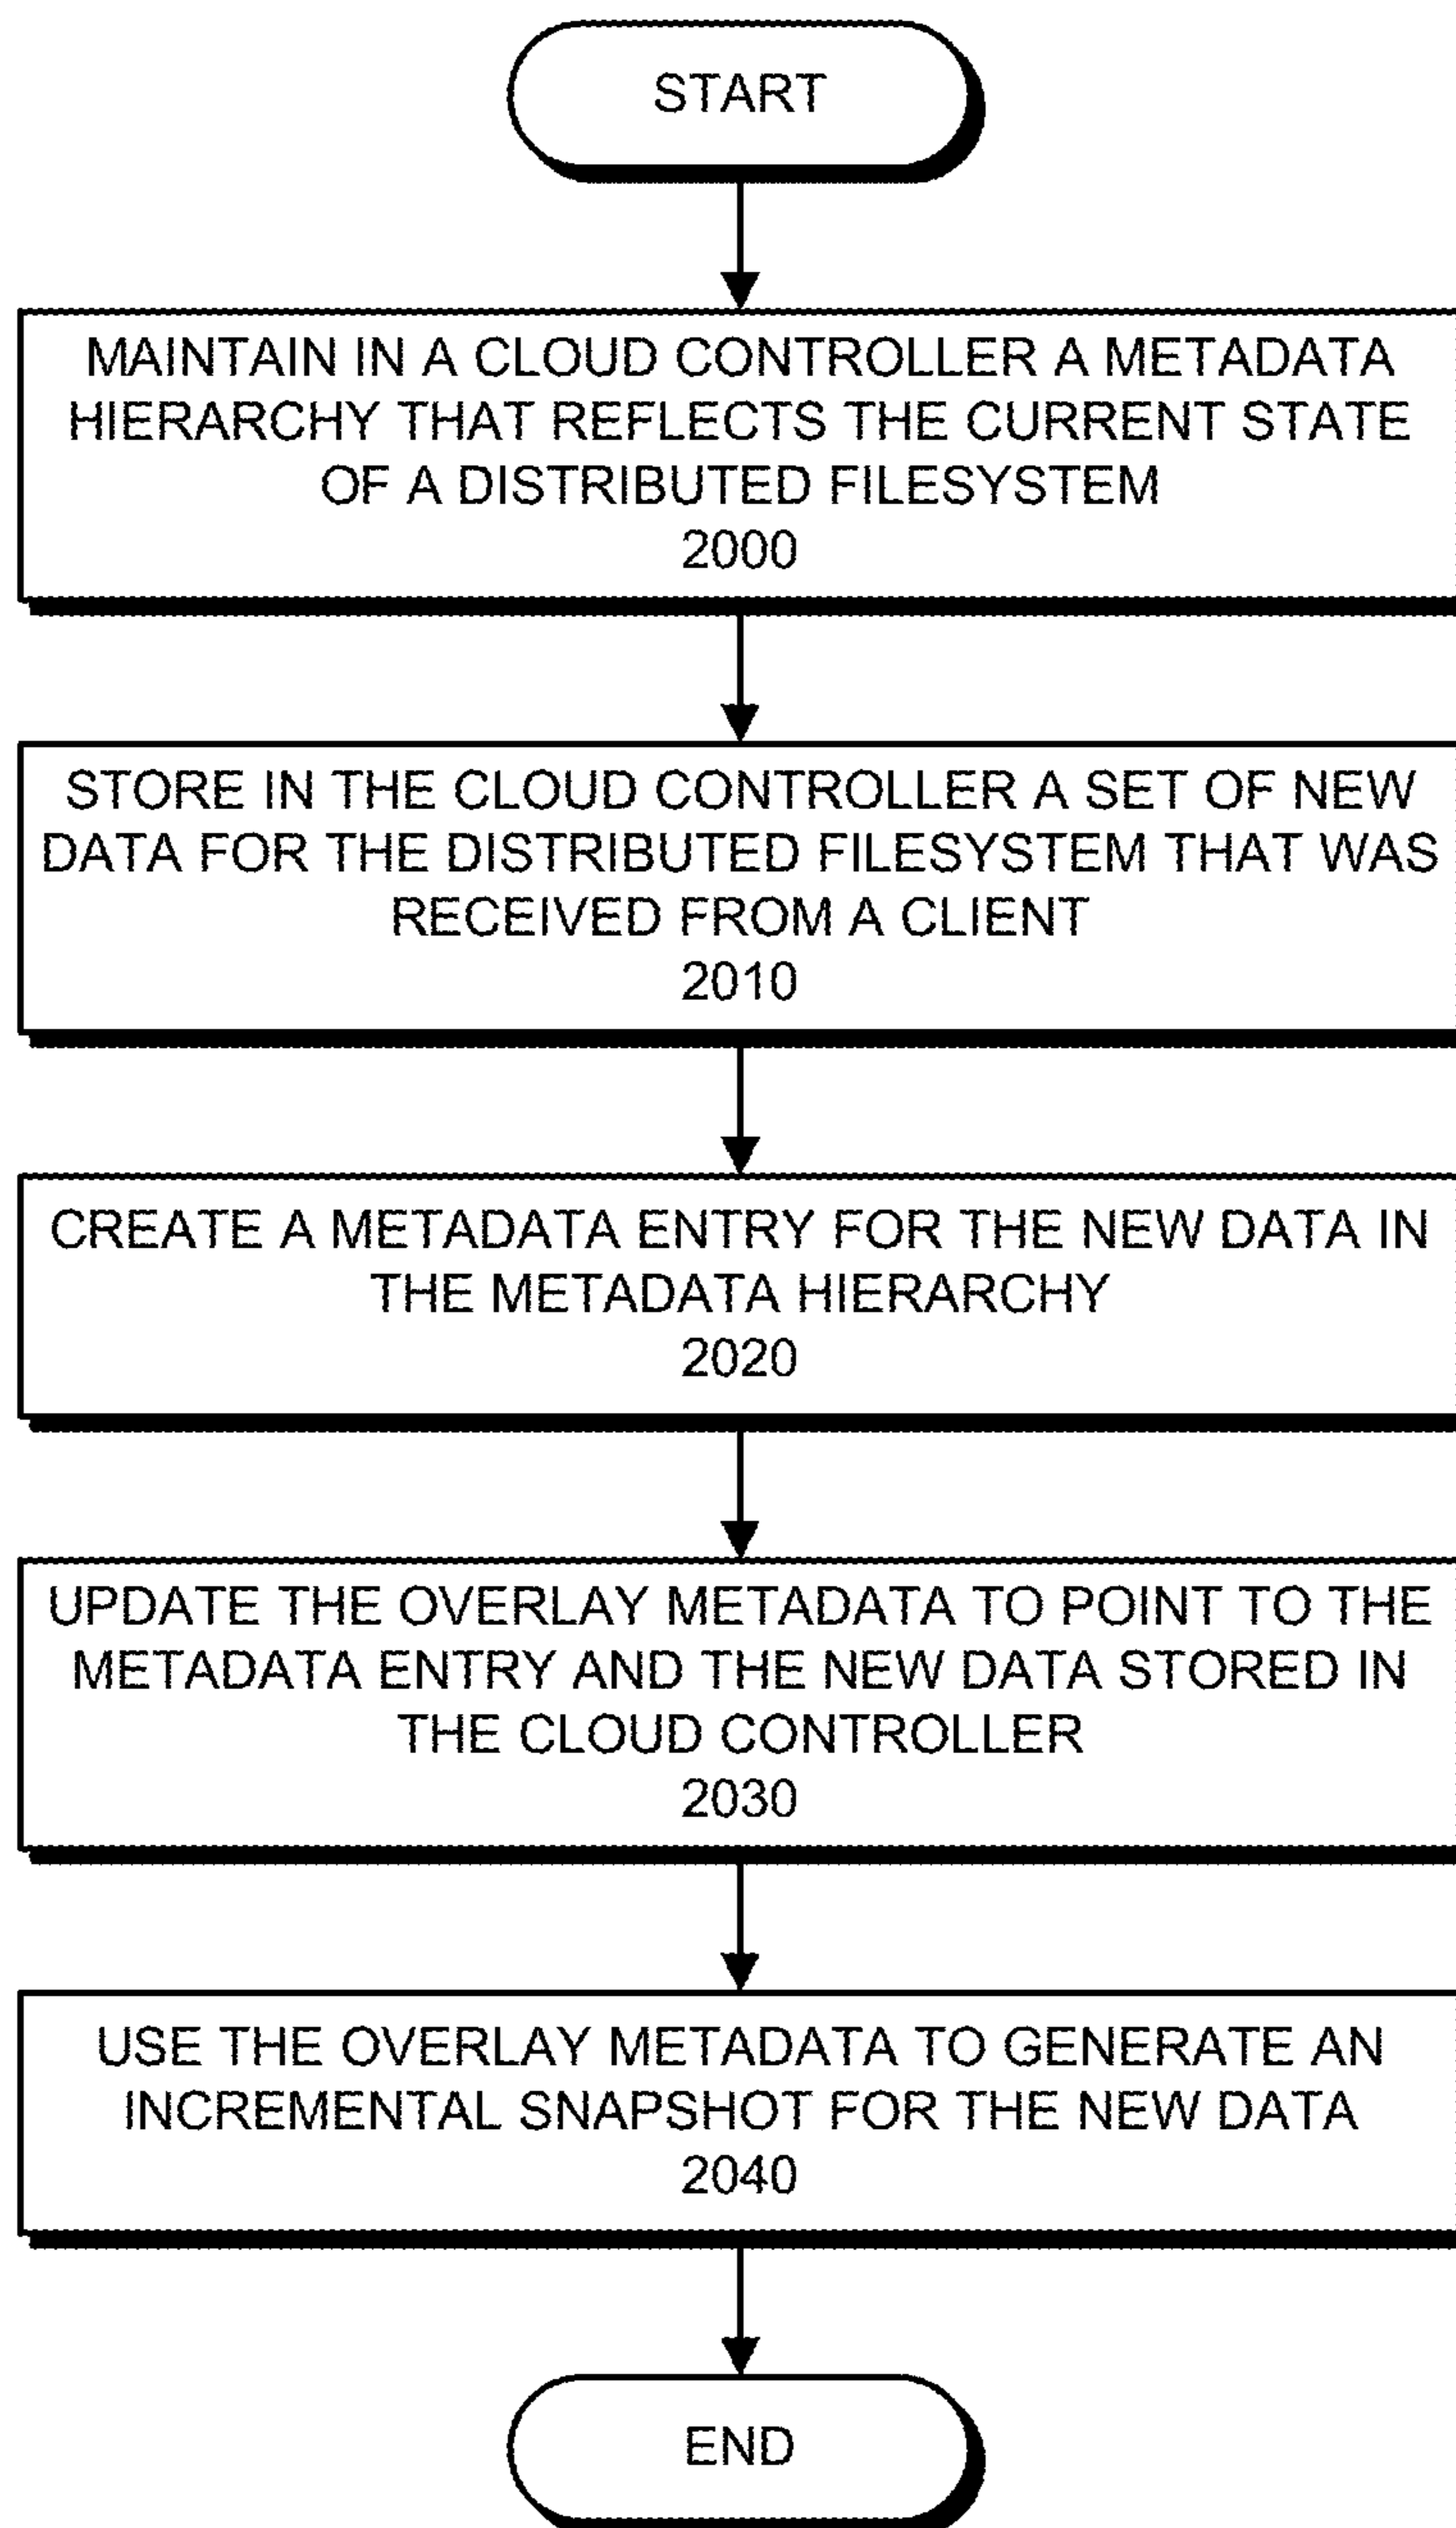 START
MAINTAIN IN A CLOUD CONTROLLER A METADATA
HIERARCHY THAT REFLECTS THE CURRENT STATE
OF A DISTRIBUTED FILESYSTEM
2000
STORE IN THE CLOUD CONTROLLER A SET OF NEW
DATA FOR THE DISTRIBUTED FILESYSTEM THAT WAS
RECEIVED FROM A CLIENT
2010
CREATE A METADATA ENTRY FOR THE NEW DATA IN
THE METADATA HIERARCHY
2020
UPDATE THE OVERLAY METADATA TO POINT TO THE
METADATA ENTRY AND THE NEW DATA STORED IN
THE CLOUD CONTROLLER
2030
USE THE OVERLAY METADATA TO GENERATE AN
INCREMENTAL SNAPSHOT FOR THE NEW DATA
2040
END